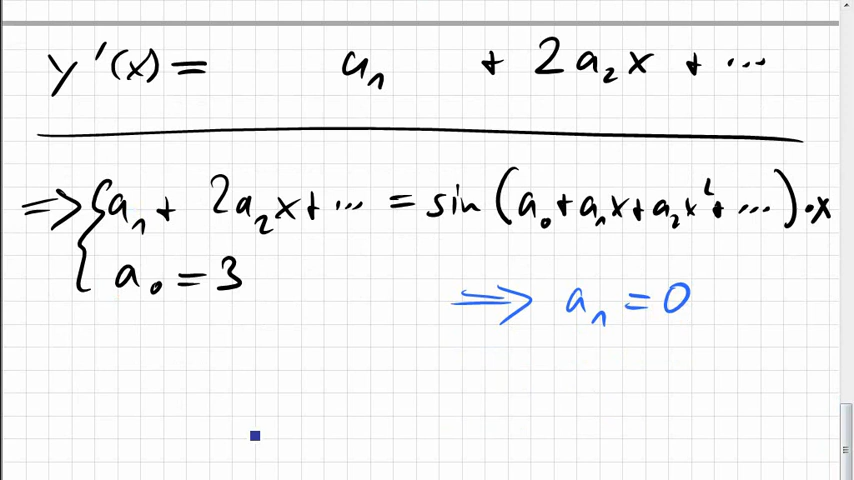 y'(x) = a₁ + 2a₂x + ...
=> { a₁ + 2a₂x + ... = sin(a₀ + a₁x + a₂x² + ...)·x
a₀ = 3
=> a₁ = 0